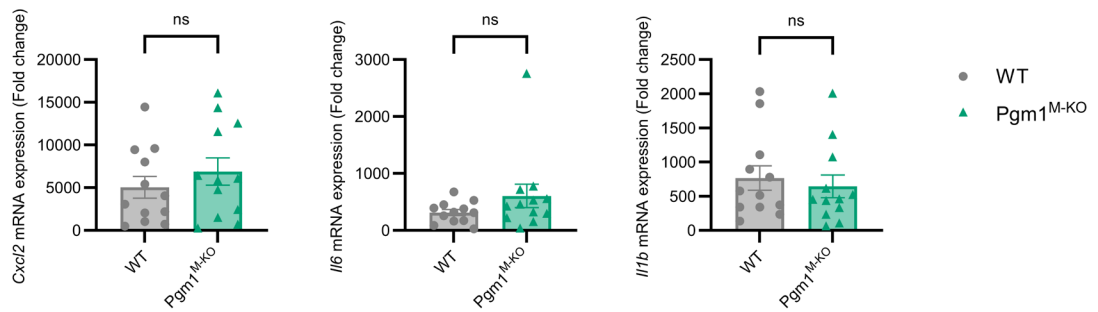 Cxcl2 mRNA expression (Fold change)
20000
15000
10000
5000
0
ns
WT
Pgm1M-KO
Il6 mRNA expression (Fold change)
3000
2000
1000
0
ns
WT
Pgm1M-KO
Il1b mRNA expression (Fold change)
2500
2000
1500
1000
500
0
ns
WT
Pgm1M-KO
WT
Pgm1M-KO